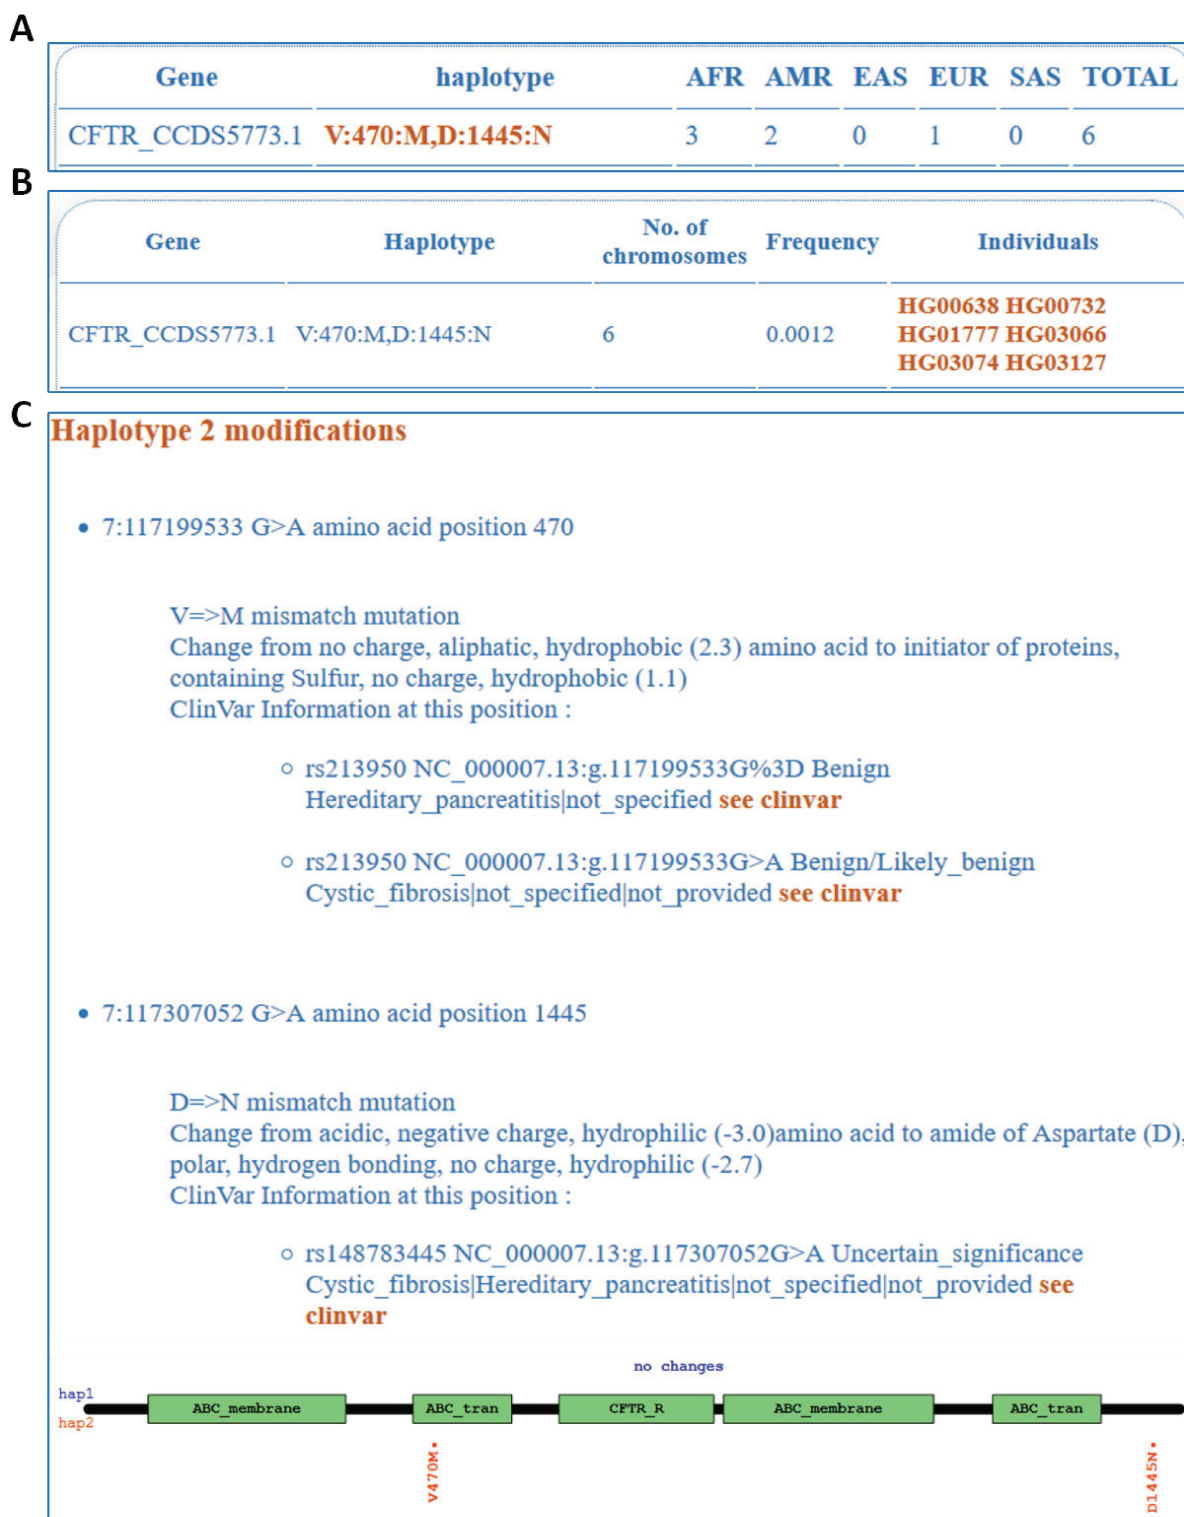 A
Gene haplotype AFR AMR EAS EUR SAS TOTAL
CFTR_CCDS5773.1 V:470:M,D:1445:N 3 2 0 1 0 6
B
Gene Haplotype No. of chromosomes Frequency Individuals
CFTR_CCDS5773.1 V:470:M,D:1445:N 6 0.0012 HG00638 HG00732
HG01777 HG03066
HG03074 HG03127
C
Haplotype 2 modifications
• 7:117199533 G>A amino acid position 470
V=>M mismatch mutation
Change from no charge, aliphatic, hydrophobic (2.3) amino acid to initiator of proteins,
containing Sulfur, no charge, hydrophobic (1.1)
ClinVar Information at this position :
○ rs213950 NC_000007.13:g.117199533G%3D Benign
Hereditary_pancreatitis|not_specified see clinvar
○ rs213950 NC_000007.13:g.117199533G>A Benign/Likely_benign
Cystic_fibrosis|not_specified|not_provided see clinvar
• 7:117307052 G>A amino acid position 1445
D=>N mismatch mutation
Change from acidic, negative charge, hydrophilic (-3.0)amino acid to amide of Aspartate (D),
polar, hydrogen bonding, no charge, hydrophilic (-2.7)
ClinVar Information at this position :
○ rs148783445 NC_000007.13:g.117307052G>A Uncertain_significance
Cystic_fibrosis|Hereditary_pancreatitis|not_specified|not_provided see
clinvar
no changes
hap1
ABC_membrane ABC_tran CFTR_R ABC_membrane ABC_tran
hap2
V470M
D1445N